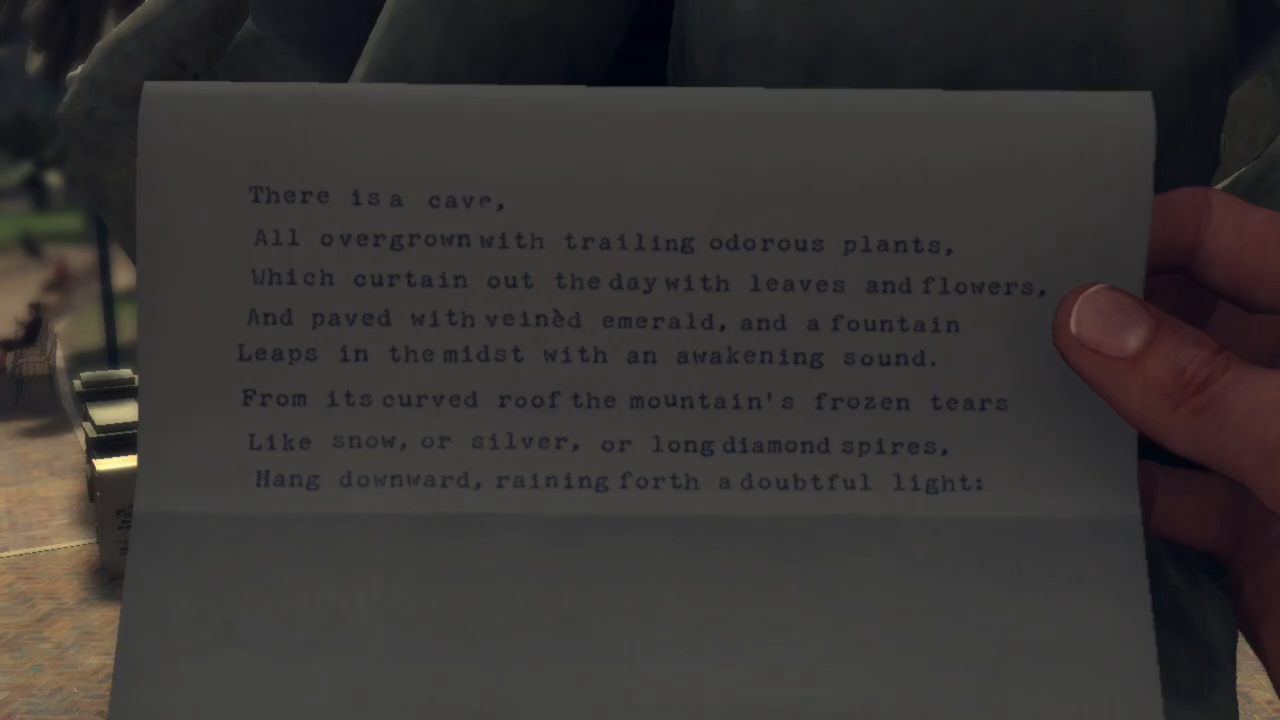 There is a cave,
All overgrown with trailing odorous plants,
Which curtain out the day with leaves and flowers,
And paved with veinèd emerald, and a fountain
Leaps in the midst with an awakening sound.
From its curved roof the mountain's frozen tears
Like snow, or silver, or long diamond spires,
Hang downward, raining forth a doubtful light: